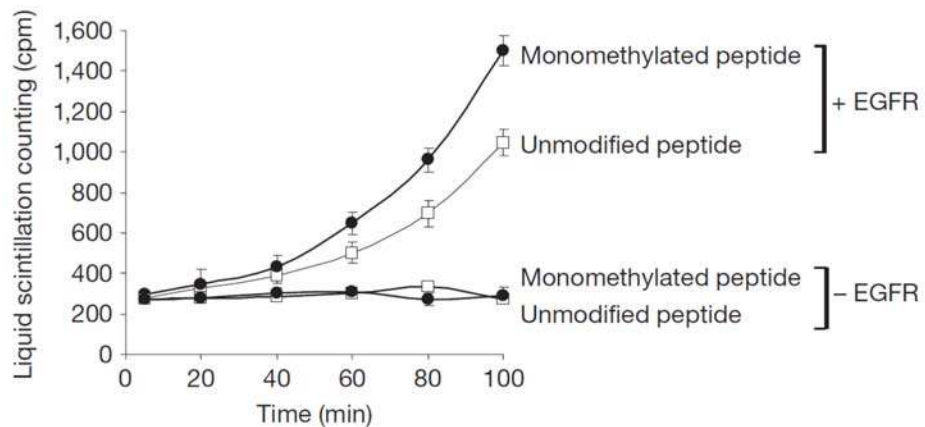 Liquid scintillation counting (cpm)
1,600
1,400
1,200
1,000
800
600
400
200
0
0 20 40 60 80 100
Time (min)
Monomethylated peptide
Unmodified peptide
+ EGFR
Monomethylated peptide
Unmodified peptide
– EGFR